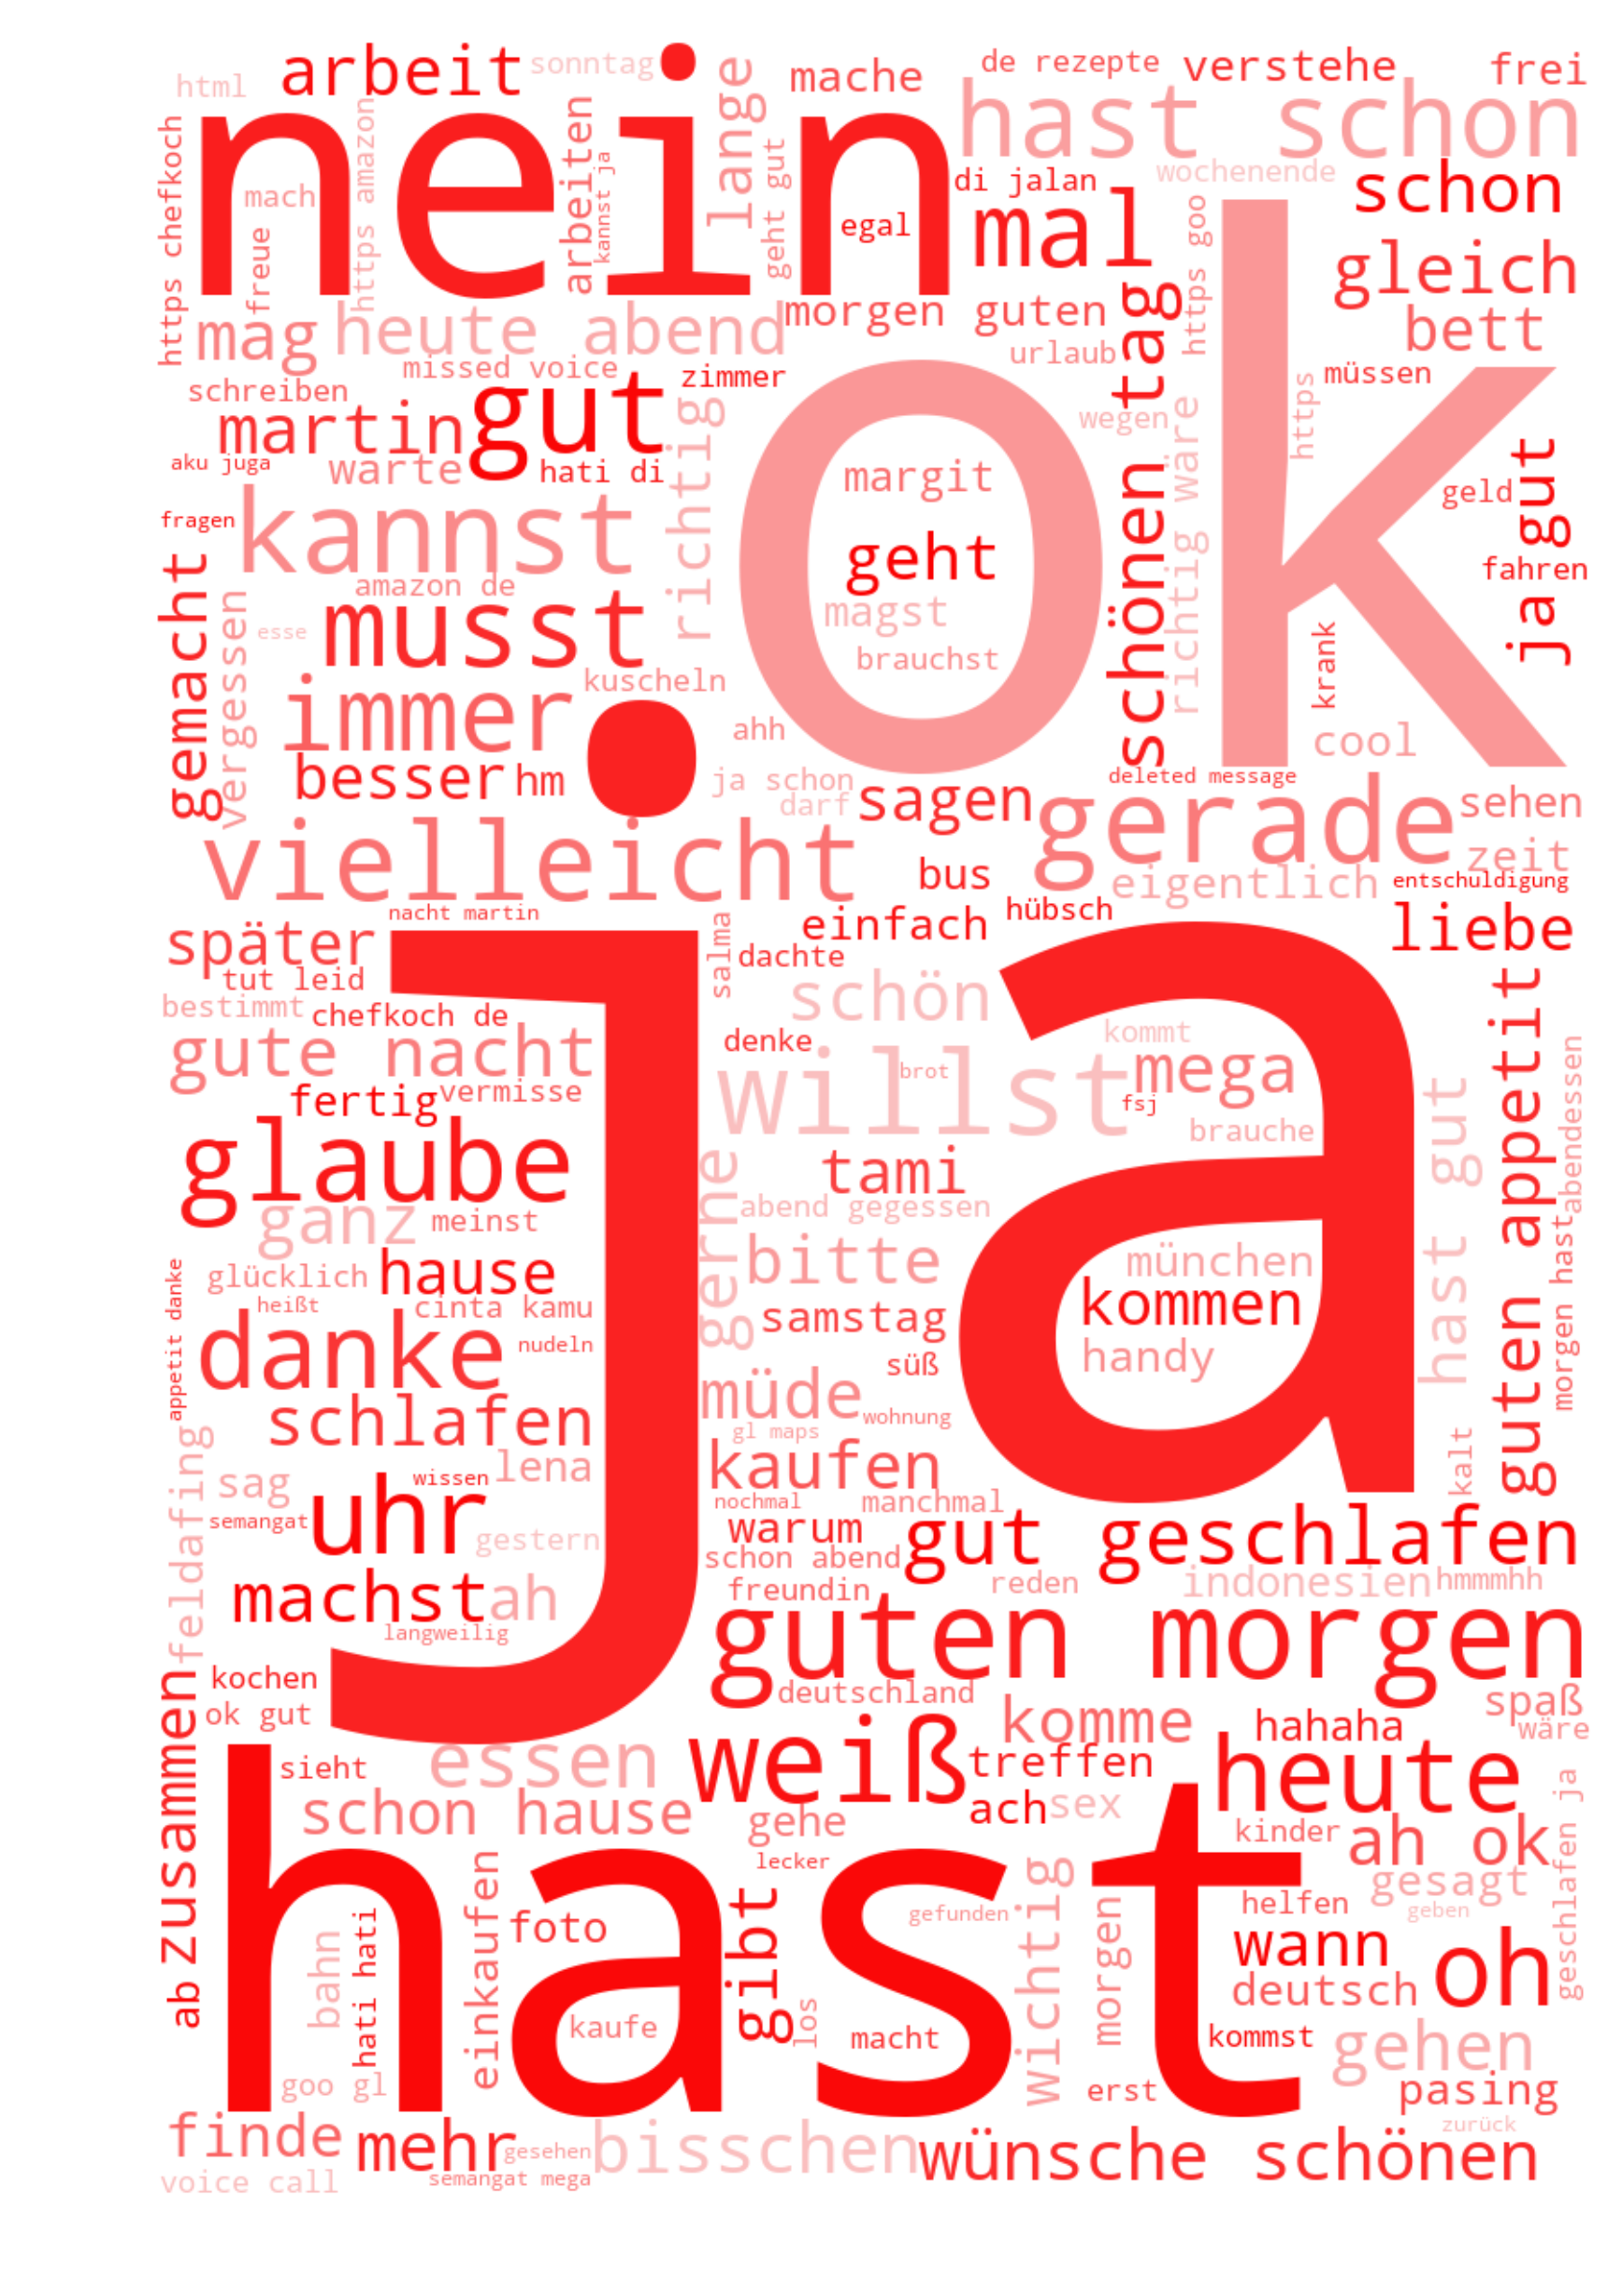 html
arbeit
sonntag
nein
mache
de rezepte
verstehe
frei
hast schon
https chefkoch
mach
freue
https amazon
arbeiten
kannst ja
lange
geht gut
egal
di jalan
wochenende
schon
mal
https goo
gleich
mag
heute abend
morgen guten
schönen tag
bett
urlaub
missed voice
zimmer
schreiben
müssen
martin
gut
richtig
ok
wegen
richtig wäre
https
aku juga
warte
hati di
margit
geld
ja gut
fragen
kannst
geht
fahren
gemacht
vergessen
amazon de
musst
esse
magst
brauchst
krank
kuscheln
immer
ahh
cool
besser
hm
ja schon
darf
deleted message
sagen
gerade
sehen
vielleicht
bus
zeit
eigentlich
entschuldigung
nacht martin
hübsch
später
salma
einfach
liebe
dachte
tut leid
ja
bestimmt
chefkoch de
schön
guten appetit
gute nacht
denke
kommt
willst
brot
mega
abendessen
fertig
vermisse
fsj
brauche
hast gut
glaube
gerne
tami
ganz
meinst
abend gegessen
bitte
münchen
morgen hast
appetit danke
glücklich
hause
kommen
heißt
cinta kamu
samstag
danke
nudeln
süß
handy
schlafen
müde
wohnung
gl maps
feldafing
kaufen
kalt
sag
wissen
lena
nochmal
manchmal
semangat
uhr
gestern
warum
gut geschlafen
schon abend
freundin
reden
indonesien
hmmmhh
machst
ah
langweilig
guten morgen
zusammen
kochen
deutschland
ok gut
komme
spaß
wäre
hahaha
weiß
sieht
essen
treffen
heute
schon hause
ach
sex
gehe
kinder
ah ok
geschlafen ja
hast
lecker
gesagt
einkaufen
gibt
wichtig
morgen
helfen
geben
foto
gefunden
wann
bahn
hati hati
oh
ab
deutsch
kaufe
los
macht
kommst
gehen
goo gl
erst
pasing
finde
mehr
gesehen
bisschen
wünsche schönen
zurück
voice call
semangat mega